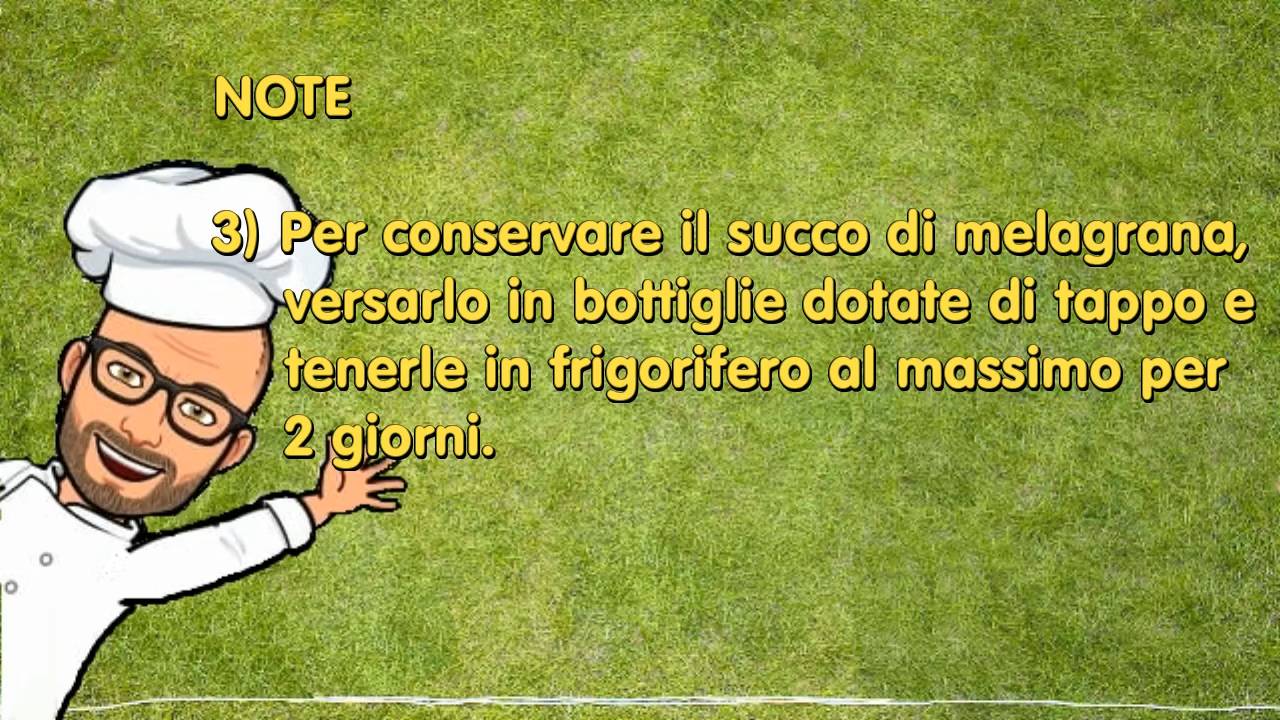 NOTE
3) Per conservare il succo di melagrana,
versarlo in bottiglie dotate di tappo e
tenerle in frigorifero al massimo per
2 giorni.